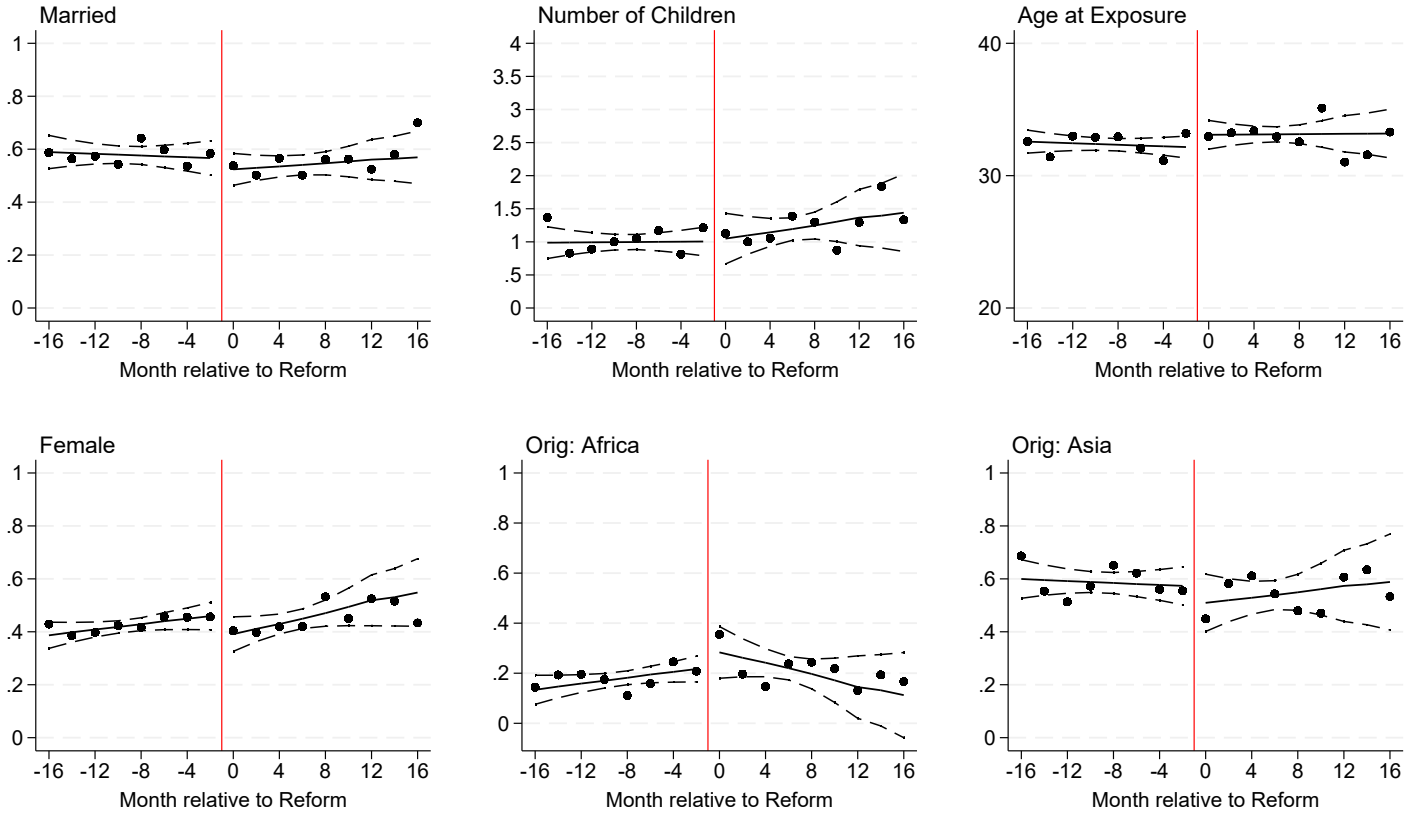 Married
1
.8
.6
.4
.2
0
-16 -12 -8 -4 0 4 8 12 16
Month relative to Reform
Number of Children
4
3.5
3
2.5
2
1.5
1
.5
0
-16 -12 -8 -4 0 4 8 12 16
Month relative to Reform
Age at Exposure
40
30
20
-16 -12 -8 -4 0 4 8 12 16
Month relative to Reform
Female
1
.8
.6
.4
.2
0
-16 -12 -8 -4 0 4 8 12 16
Month relative to Reform
Orig: Africa
1
.8
.6
.4
.2
0
-16 -12 -8 -4 0 4 8 12 16
Month relative to Reform
Orig: Asia
1
.8
.6
.4
.2
0
-16 -12 -8 -4 0 4 8 12 16
Month relative to Reform